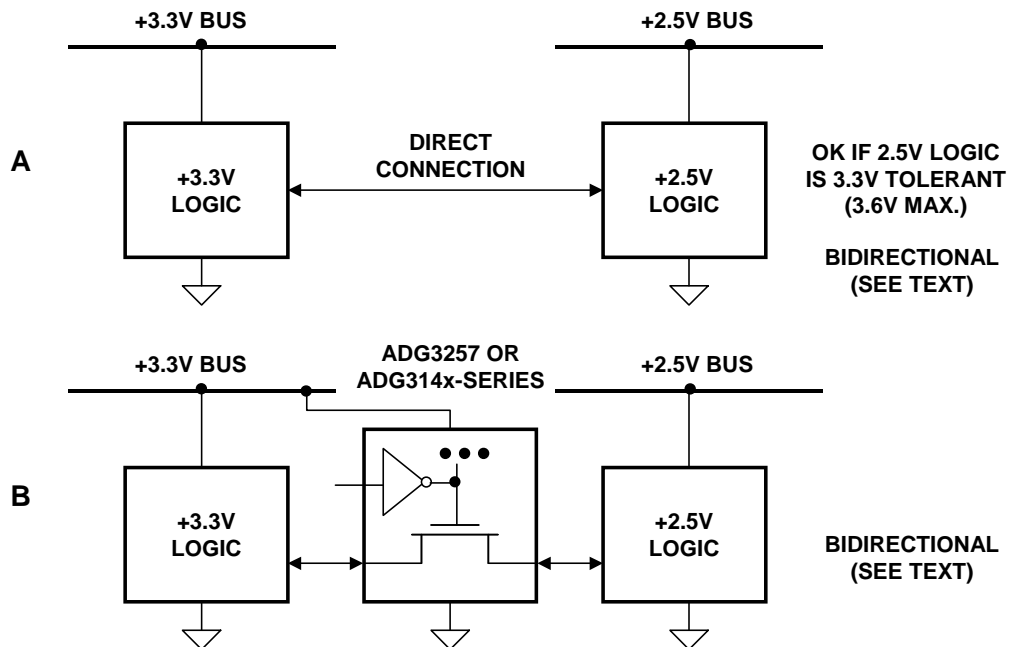 +3.3V BUS
+2.5V BUS
A
+3.3V
LOGIC
DIRECT
CONNECTION
+2.5V
LOGIC
OK IF 2.5V LOGIC
IS 3.3V TOLERANT
(3.6V MAX.)
BIDIRECTIONAL
(SEE TEXT)
+3.3V BUS
ADG3257 OR
ADG314x-SERIES
+2.5V BUS
B
+3.3V
LOGIC
+2.5V
LOGIC
BIDIRECTIONAL
(SEE TEXT)